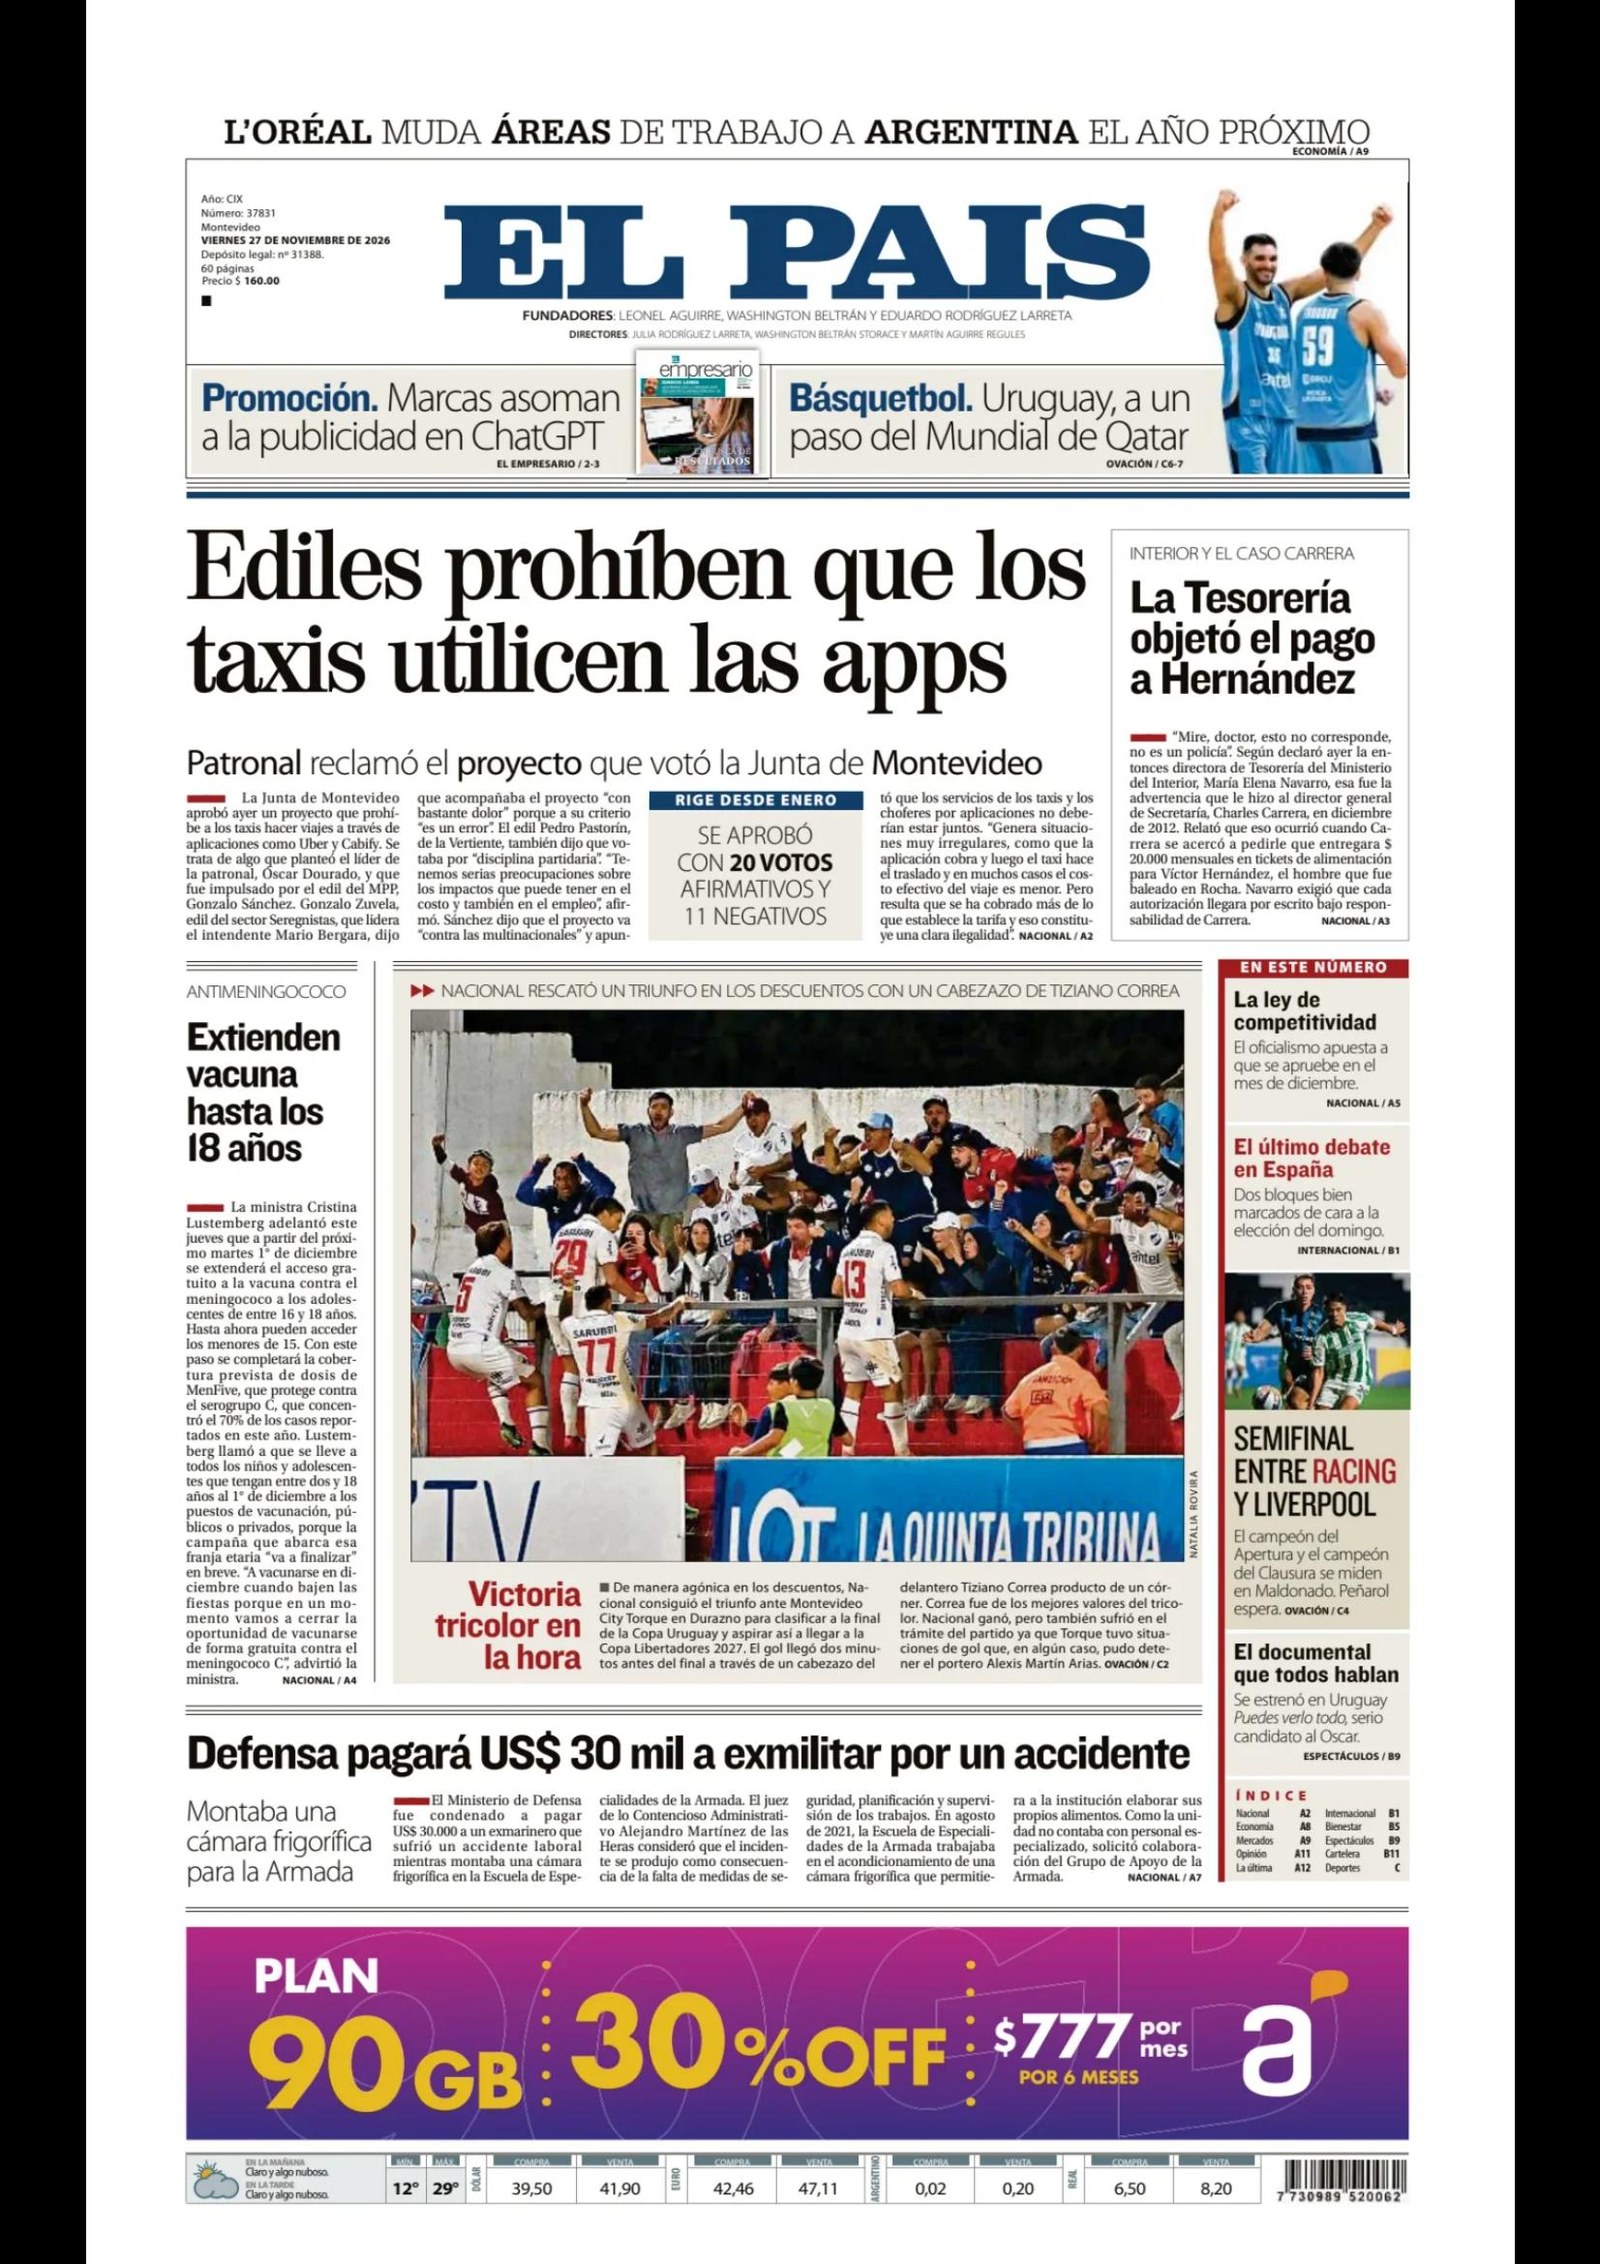 L'ORÉAL MUDA ÁREAS DE TRABAJO A ARGENTINA EL AÑO PRÓXIMO
ECONOMÍA / A9
Año: CIX
Número: 37831
Montevideo
VIERNES 27 DE NOVIEMBRE DE 2026
Depósito legal: nº 31388.
60 páginas
Precio $ 160.00
EL PAIS
FUNDADORES: LEONEL AGUIRRE, WASHINGTON BELTRÁN Y EDUARDO RODRÍGUEZ LARRETA
DIRECTORES: JULIA RODRÍGUEZ LARRETA, WASHINGTON BELTRÁN STORACE Y MARTÍN AGUIRRE REGULES
Promoción. Marcas asoman
a la publicidad en ChatGPT
EL EMPRESARIO / 2-3
EL
empresario
RESULTADOS
Básquetbol. Uruguay, a un
paso del Mundial de Qatar
OVACIÓN / C6-7
35
antel
59
Ediles prohíben que los
taxis utilicen las apps
Patronal reclamó el proyecto que votó la Junta de Montevideo
La Junta de Montevideo
aprobó ayer un proyecto que prohí-
be a los taxis hacer viajes a través de
aplicaciones como Uber y Cabify. Se
trata de algo que planteó el líder de
la patronal, Óscar Dourado, y que
fue impulsado por el edil del MPP,
Gonzalo Sánchez. Gonzalo Zuvela,
edil del sector Seregnistas, que lidera
el intendente Mario Bergara, dijo
que acompañaba el proyecto "con
bastante dolor" porque a su criterio
"es un error". El edil Pedro Pastorín,
de la Vertiente, también dijo que vo-
taba por "disciplina partidaria". "Te-
nemos serias preocupaciones sobre
los impactos que puede tener en el
costo y también en el empleo", afir-
mó. Sánchez dijo que el proyecto va
"contra las multinacionales" y apun-
RIGE DESDE ENERO
SE APROBÓ
CON 20 VOTOS
AFIRMATIVOS Y
11 NEGATIVOS
tó que los servicios de los taxis y los
choferes por aplicaciones no debe-
rían estar juntos. "Genera situacio-
nes muy irregulares, como que la
aplicación cobra y luego el taxi hace
el traslado y en muchos casos el cos-
to efectivo del viaje es menor. Pero
resulta que se ha cobrado más de lo
que establece la tarifa y eso constitu-
ye una clara ilegalidad". NACIONAL / A2
INTERIOR Y EL CASO CARRERA
La Tesorería
objetó el pago
a Hernández
"Mire, doctor, esto no corresponde,
no es un policía". Según declaró ayer la en-
tonces directora de Tesorería del Ministerio
del Interior, María Elena Navarro, esa fue la
advertencia que le hizo al director general
de Secretaría, Charles Carrera, en diciembre
de 2012. Relató que eso ocurrió cuando Ca-
rrera se acercó a pedirle que entregara $
20.000 mensuales en tickets de alimentación
para Víctor Hernández, el hombre que fue
baleado en Rocha. Navarro exigió que cada
autorización llegara por escrito bajo respon-
sabilidad de Carrera. NACIONAL / A3
ANTIMENINGOCOCO
Extienden
vacuna
hasta los
18 años
La ministra Cristina
Lustemberg adelantó este
jueves que a partir del próxi-
mo martes 1° de diciembre
se extenderá el acceso gra-
tuito a la vacuna contra el
meningococo a los adoles-
centes de entre 16 y 18 años.
Hasta ahora pueden acceder
los menores de 15. Con este
paso se completará la cober-
tura prevista de dosis de
MenFive, que protege contra
el serogrupo C, que concen-
tró el 70% de los casos repor-
tados en este año. Lustem-
berg llamó a que se lleve a
todos los niños y adolescen-
tes que tengan entre dos y 18
años al 1° de diciembre a los
puestos de vacunación, pú-
blicos o privados, porque la
campaña que abarca esa
franja etaria "va a finalizar"
en breve. "A vacunarse en di-
ciembre cuando bajen las
fiestas porque en un mo-
mento vamos a cerrar la
oportunidad de vacunarse
de forma gratuita contra el
meningococo C", advirtió la
ministra. NACIONAL / A4
NACIONAL RESCATÓ UN TRIUNFO EN LOS DESCUENTOS CON UN CABEZAZO DE TIZIANO CORREA
5
SARUBBI
29
SARUBBI
77
SARUBBI
13
antel
TV
LA QUINTA TRIBUNA
NATALIA ROVIRA
Victoria
tricolor en
la hora
De manera agónica en los descuentos, Na-
cional consiguió el triunfo ante Montevideo
City Torque en Durazno para clasificar a la final
de la Copa Uruguay y aspirar así a llegar a la
Copa Libertadores 2027. El gol llegó dos minu-
tos antes del final a través de un cabezazo del
delantero Tiziano Correa producto de un cór-
ner. Correa fue de los mejores valores del trico-
lor. Nacional ganó, pero también sufrió en el
trámite del partido ya que Torque tuvo situa-
ciones de gol que, en algún caso, pudo dete-
ner el portero Alexis Martín Arias. OVACIÓN / C2
EN ESTE NÚMERO
La ley de
competitividad
El oficialismo apuesta a
que se apruebe en el
mes de diciembre.
NACIONAL / A5
El último debate
en España
Dos bloques bien
marcados de cara a la
elección del domingo.
INTERNACIONAL / B1
SEMIFINAL
ENTRE RACING
Y LIVERPOOL
El campeón del
Apertura y el campeón
del Clausura se miden
en Maldonado. Peñarol
espera. OVACIÓN / C4
El documental
que todos hablan
Se estrenó en Uruguay
Puedes verlo todo, serio
candidato al Oscar.
ESPECTÁCULOS / B9
ÍNDICE
Nacional A2 Internacional B1
Economía A8 Bienestar B5
Mercados A9 Espectáculos B9
Opinión A11 Cartelera B11
La última A12 Deportes C
Defensa pagará US$ 30 mil a exmilitar por un accidente
Montaba una
cámara frigorífica
para la Armada
El Ministerio de Defensa
fue condenado a pagar
US$ 30.000 a un exmarinero que
sufrió un accidente laboral
mientras montaba una cámara
frigorífica en la Escuela de Espe-
cialidades de la Armada. El juez
de lo Contencioso Administrati-
vo Alejandro Martínez de las
Heras consideró que el inciden-
te se produjo como consecuen-
cia de la falta de medidas de se-
guridad, planificación y supervi-
sión de los trabajos. En agosto
de 2021, la Escuela de Especiali-
dades de la Armada trabajaba
en el acondicionamiento de una
cámara frigorífica que permitie-
ra a la institución elaborar sus
propios alimentos. Como la uni-
dad no contaba con personal es-
pecializado, solicitó colabora-
ción del Grupo de Apoyo de la
Armada. NACIONAL / A7
PLAN
90GB
30%OFF
$777 por mes
POR 6 MESES
a
EN LA MAÑANA
Claro y algo nuboso.
EN LA TARDE
Claro y algo nuboso.
MÍN. 12° MÁX. 29°
DÓLAR COMPRA 39,50 VENTA 41,90
EURO COMPRA 42,46 VENTA 47,11
ARGENTINO COMPRA 0,02 VENTA 0,20
REAL COMPRA 6,50 VENTA 8,20
7 730989 520062